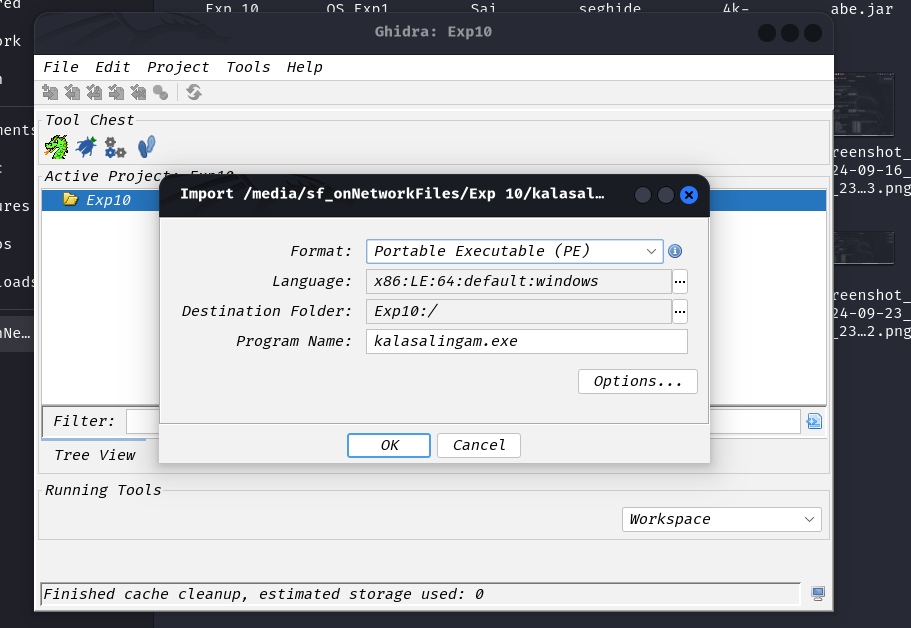 red
Exp 10
OS Exp1
Sai
seghide
4k-
abe.jar
ork
n
ments
t
ures
os
loads
nNe…
Ghidra: Exp10
File Edit Project Tools Help
Tool Chest
Active Project: Exp10
Exp10
Import /media/sf_onNetworkFiles/Exp 10/kalasal…
Format: Portable Executable (PE)
Language: x86:LE:64:default:windows
...
Destination Folder: Exp10:/
...
Program Name: kalasalingam.exe
Options...
OK Cancel
Filter:
Tree View
Running Tools
Workspace
Finished cache cleanup, estimated storage used: 0
reenshot_
24-09-16_
_23…3.png
reenshot_
24-09-23_
_23…2.png